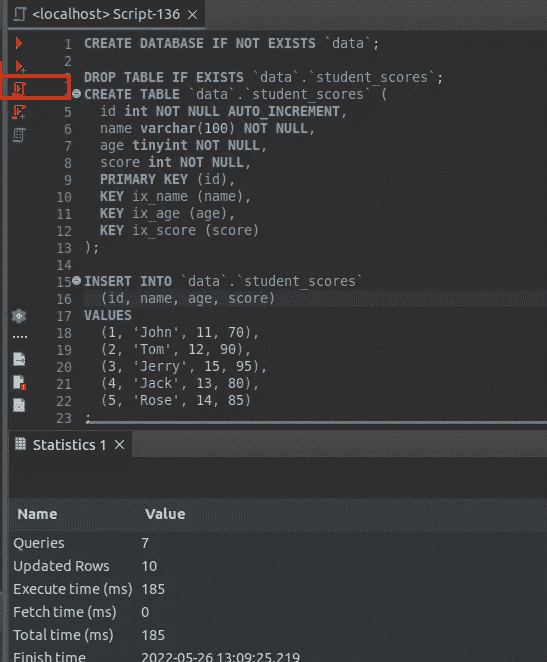 <localhost> Script-136 ×
1 CREATE DATABASE IF NOT EXISTS `data`;
2
DROP TABLE IF EXISTS `data`.`student_scores`;
CREATE TABLE `data`.`student_scores` (
5 id int NOT NULL AUTO_INCREMENT,
6 name varchar(100) NOT NULL,
7 age tinyint NOT NULL,
8 score int NOT NULL,
9 PRIMARY KEY (id),
10 KEY ix_name (name),
11 KEY ix_age (age),
12 KEY ix_score (score)
13 );
14
15 INSERT INTO `data`.`student_scores`
16 (id, name, age, score)
17 VALUES
18 (1, 'John', 11, 70),
19 (2, 'Tom', 12, 90),
20 (3, 'Jerry', 15, 95),
21 (4, 'Jack', 13, 80),
22 (5, 'Rose', 14, 85)
23 ;
Statistics 1 ×
Name Value
Queries 7
Updated Rows 10
Execute time (ms) 185
Fetch time (ms) 0
Total time (ms) 185
Finish time 2022-05-26 13:09:25.219